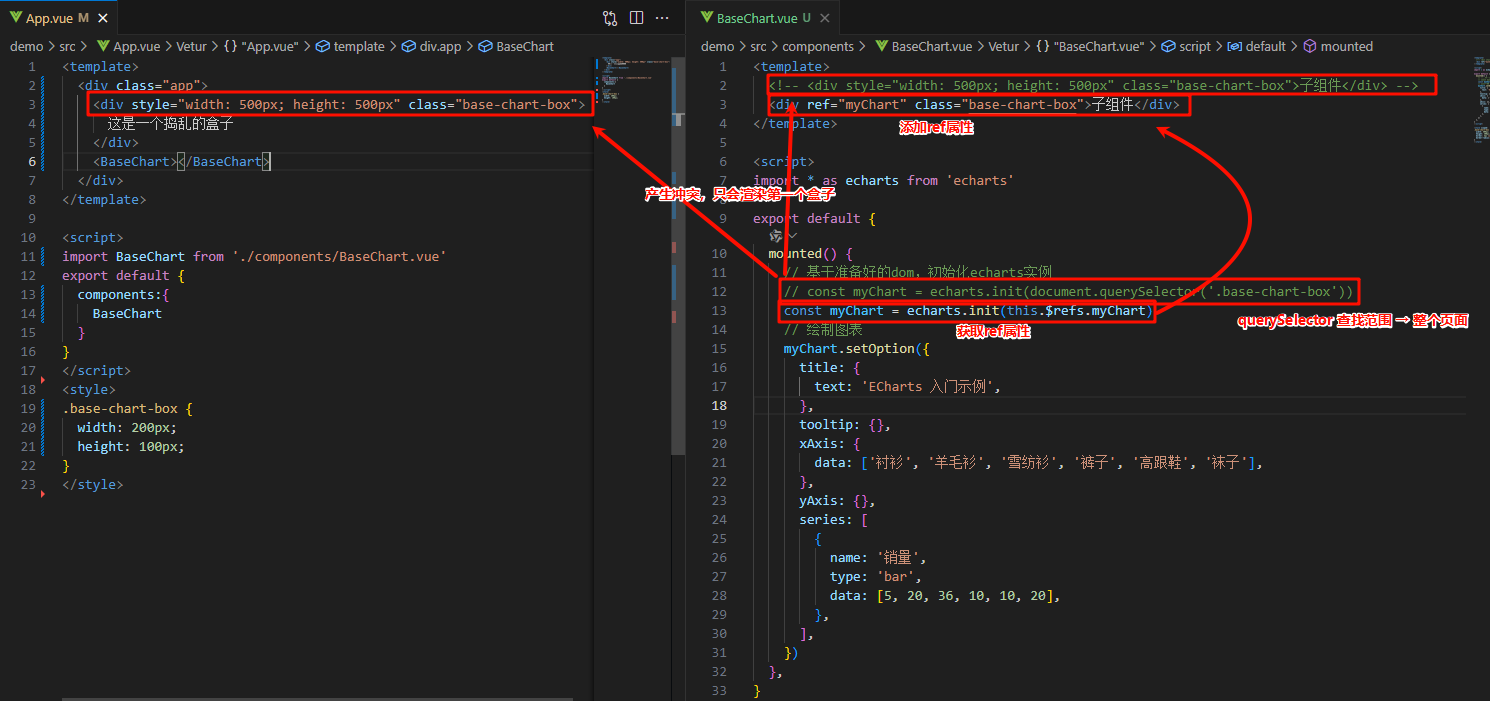 App.vue M
demo > src > App.vue > Vetur > {} "App.vue" > template > div.app > BaseChart
1 <template>
2 <div class="app">
3 <div style="width: 500px; height: 500px" class="base-chart-box">
4 这是一个捣乱的盒子
5 </div>
6 <BaseChart></BaseChart>
7 </div>
8 </template>
9
10 <script>
11 import BaseChart from './components/BaseChart.vue'
12 export default {
13 components:{
14 BaseChart
15 }
16 }
17 </script>
18 <style>
19 .base-chart-box {
20 width: 200px;
21 height: 100px;
22 }
23 </style>
产生冲突，只会渲染第一个盒子
BaseChart.vue U
demo > src > components > BaseChart.vue > Vetur > {} "BaseChart.vue" > script > default > mounted
1 <template>
2 <!-- <div style="width: 500px; height: 500px" class="base-chart-box">子组件</div> -->
3 <div ref="myChart" class="base-chart-box">子组件</div>
添加ref属性
4 </template>
5
6 <script>
7 import * as echarts from 'echarts'
9 export default {
10 mounted() {
11 // 基于准备好的dom，初始化echarts实例
12 // const myChart = echarts.init(document.querySelector('.base-chart-box'))
13 const myChart = echarts.init(this.$refs.myChart)
querySelector 查找范围 → 整个页面
获取ref属性
14 // 绘制图表
15 myChart.setOption({
16 title: {
17 text: 'ECharts 入门示例',
18 },
19 tooltip: {},
20 xAxis: {
21 data: ['衬衫', '羊毛衫', '雪纺衫', '裤子', '高跟鞋', '袜子'],
22 },
23 yAxis: {},
24 series: [
25 {
26 name: '销量',
27 type: 'bar',
28 data: [5, 20, 36, 10, 10, 20],
29 },
30 ],
31 })
32 },
33 }